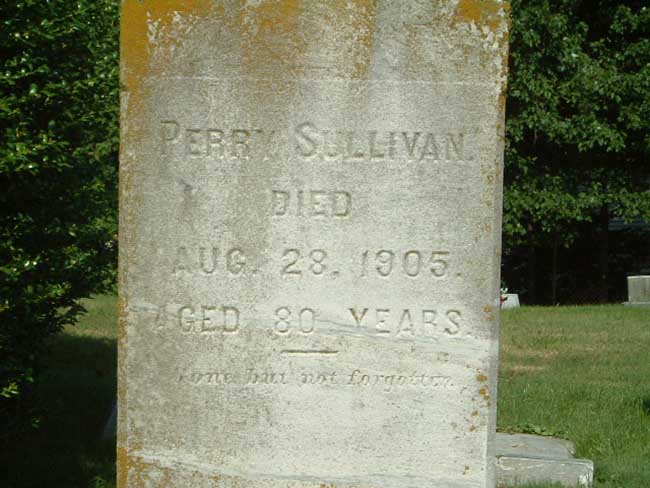 PERRY SULLIVAN.
DIED
AUG. 28, 1905.
AGED 80 YEARS.
Gone but not forgotten.